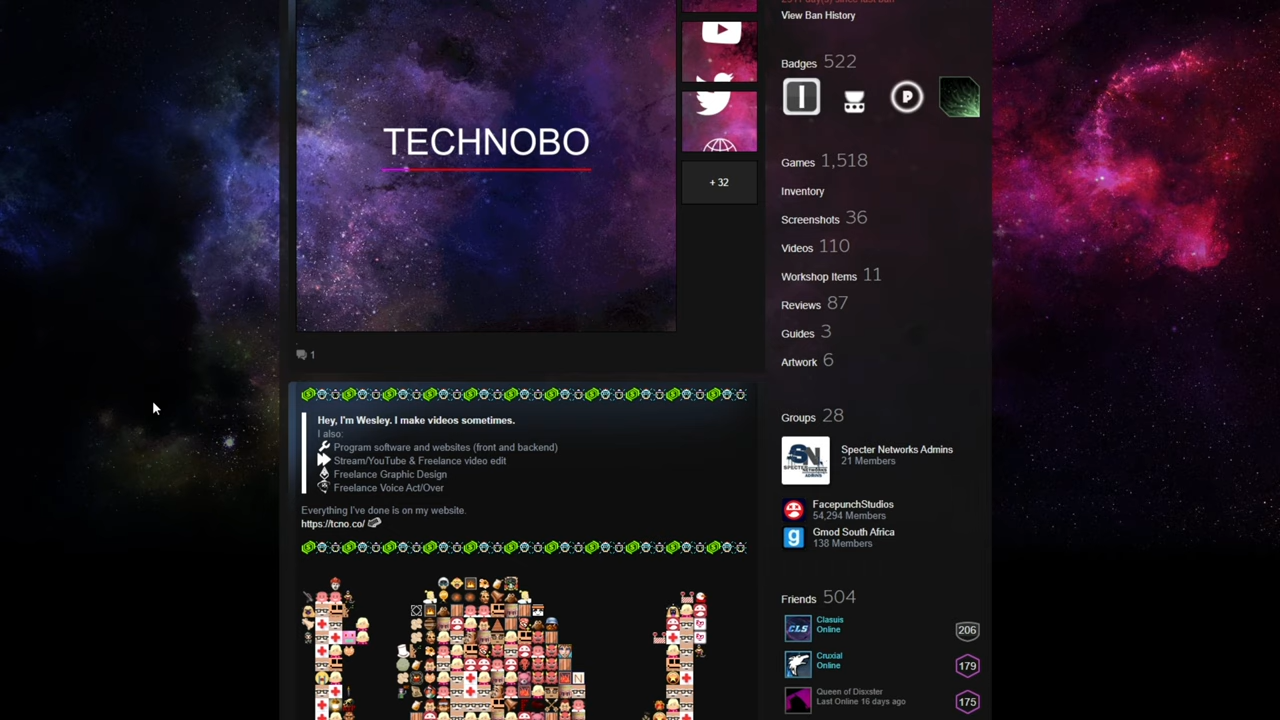 View Ban History
Badges 522
TECHNOBO
+ 32
Games 1,518
Inventory
Screenshots 36
Videos 110
Workshop Items 11
Reviews 87
Guides 3
Artwork 6
1
Hey, I'm Wesley. I make videos sometimes.
I also:
Program software and websites (front and backend)
Stream/YouTube & Freelance video edit
Freelance Graphic Design
Freelance Voice Act/Over
Everything I've done is on my website.
https://tcno.co/
Groups 28
SN
Specter Networks Admins
21 Members
FacepunchStudios
54,294 Members
g
Gmod South Africa
138 Members
Friends 504
CLS
Clasuis
Online
206
Cruxial
Online
179
Queen of Disxster
Last Online 16 days ago
175